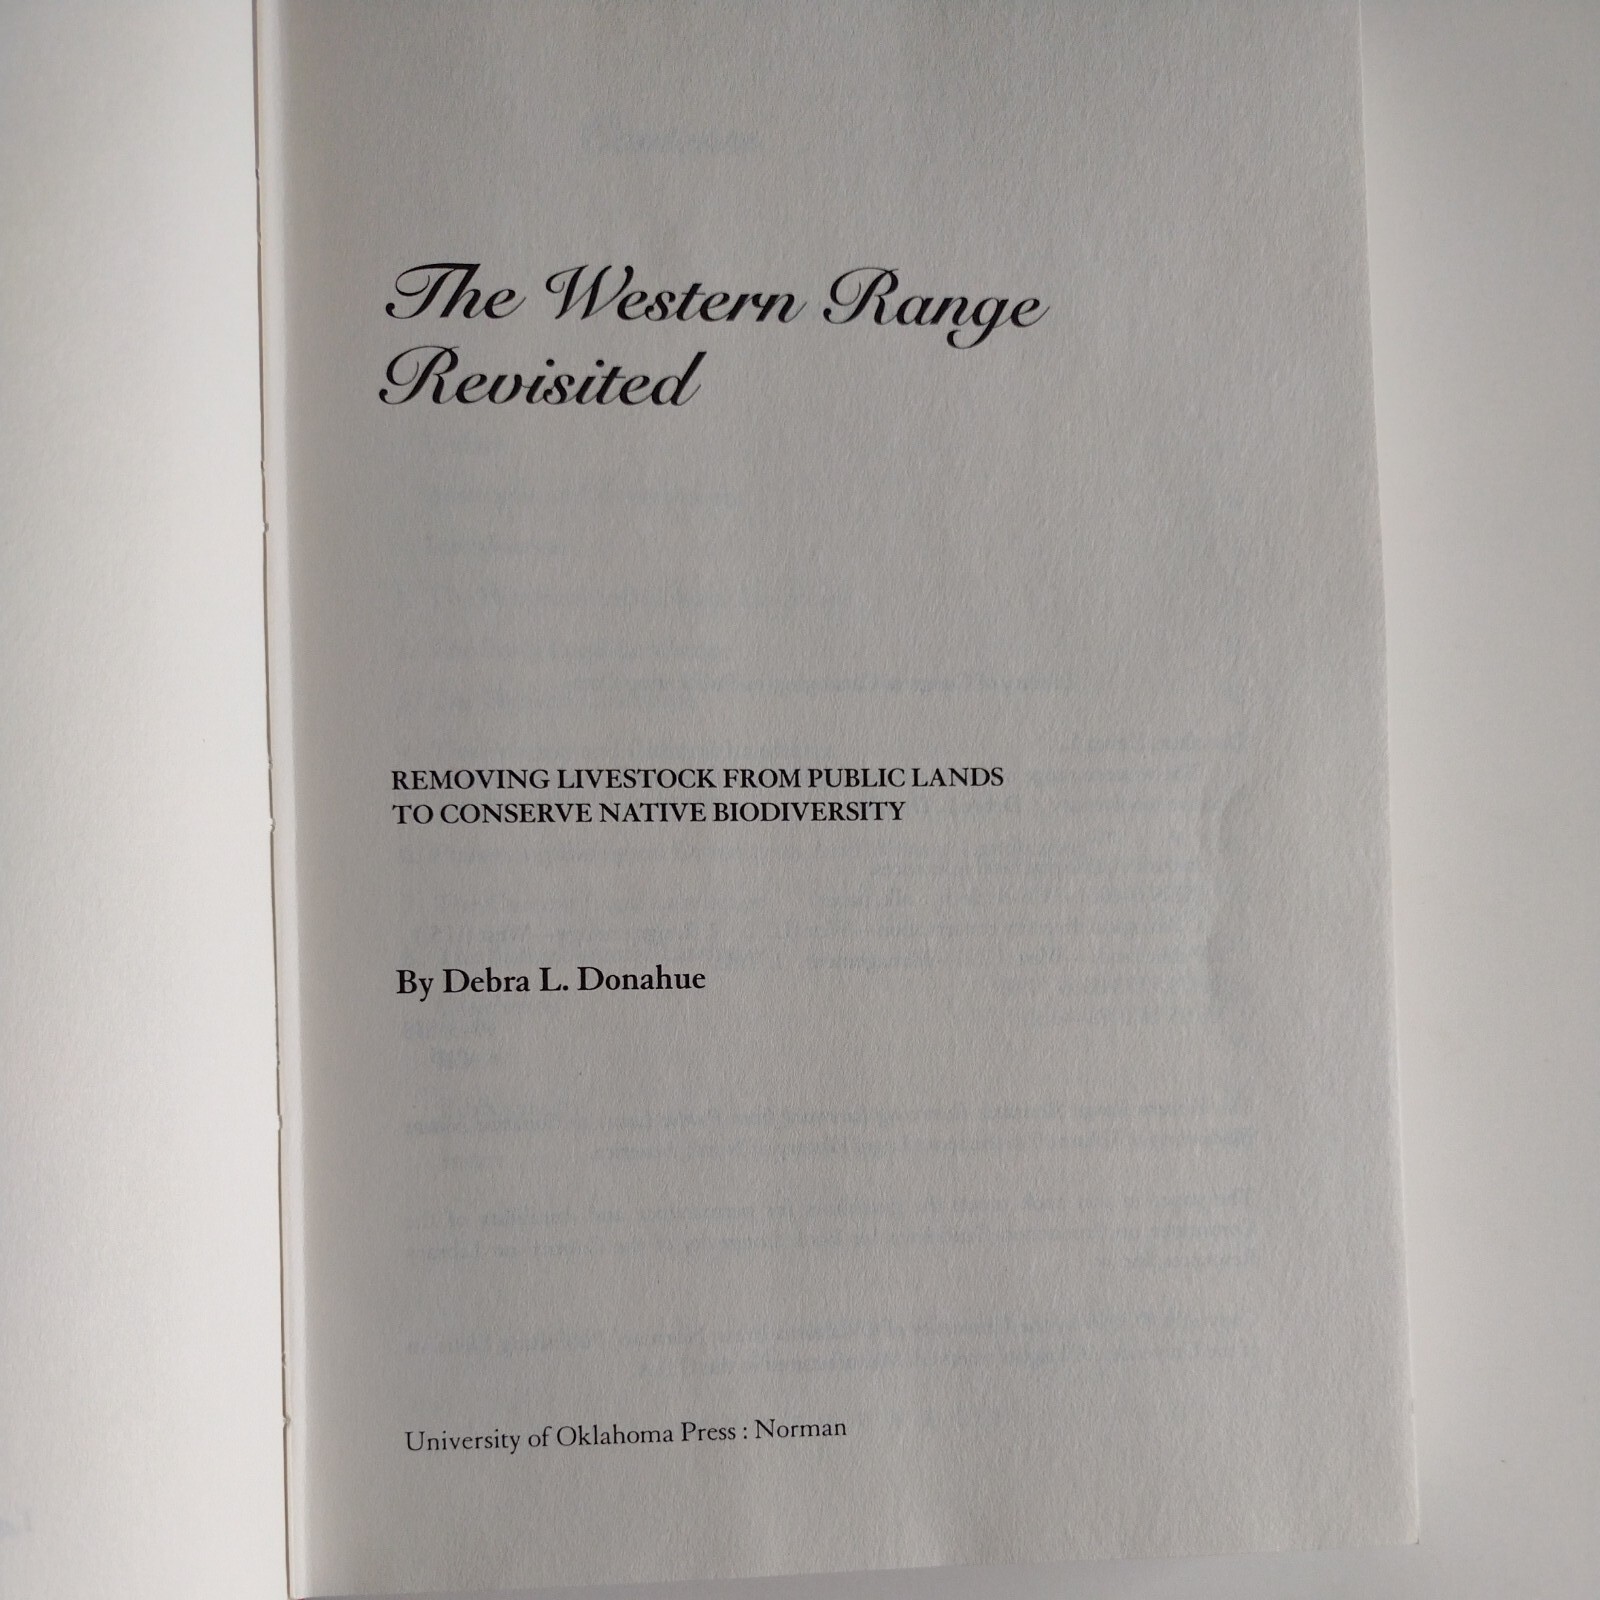 The Western Range
Revisited
REMOVING LIVESTOCK FROM PUBLIC LANDS
TO CONSERVE NATIVE BIODIVERSITY
By Debra L. Donahue
University of Oklahoma Press : Norman